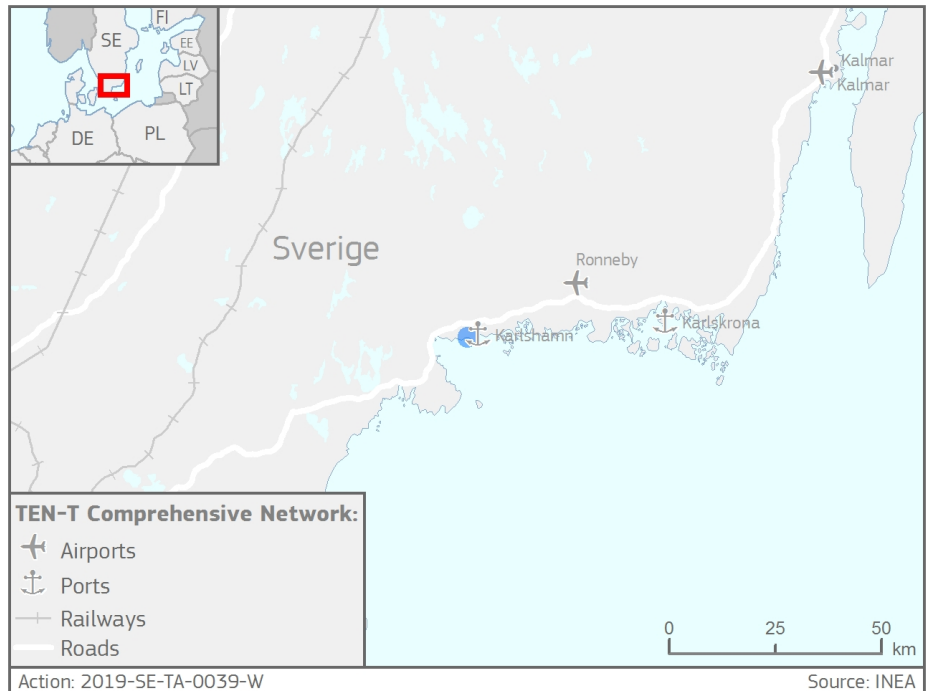 FI
SE
EE
LV
LT
DE
PL
Kalmar
Kalmar
Sverige
Ronneby
Karlshamn
Karlskrona
TEN-T Comprehensive Network:
Airports
Ports
Railways
Roads
0 25 50
km
Action: 2019-SE-TA-0039-W
Source: INEA